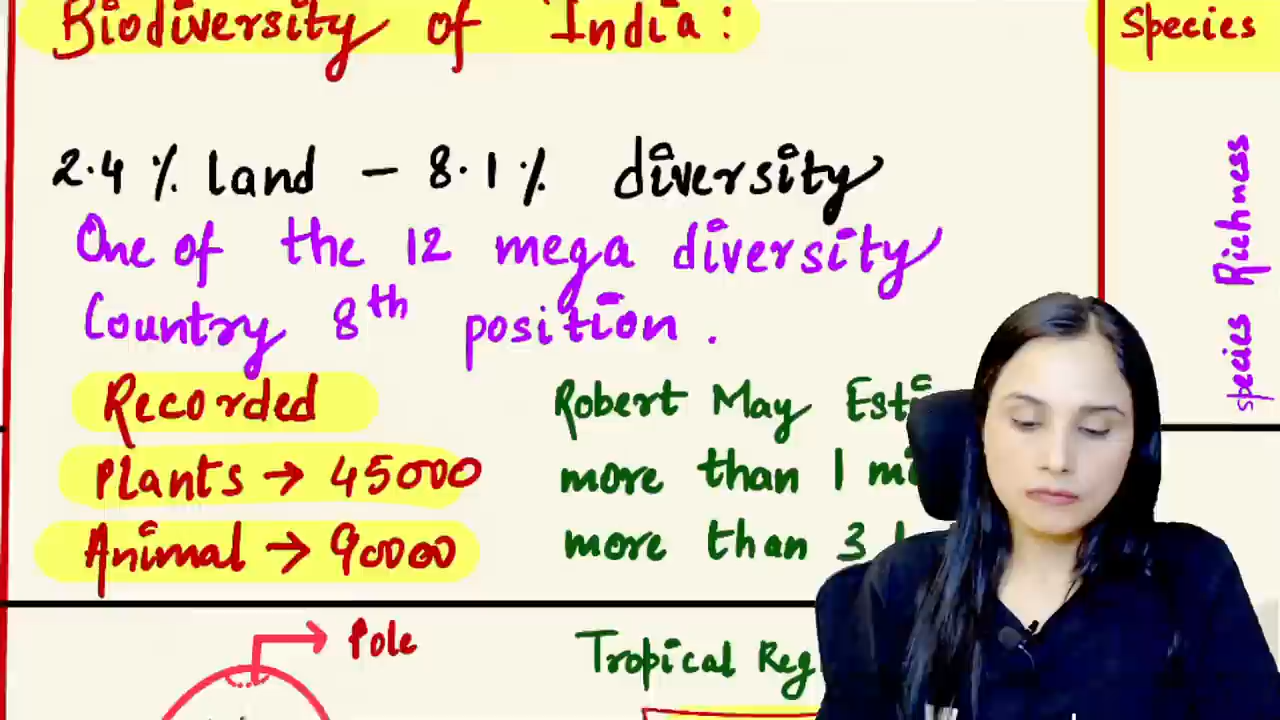 Biodiversity of India:
2.4% land - 8.1% diversity
One of the 12 mega diversity
Country 8th position.
Recorded
Plants → 45000
Animal → 90000
Robert May
more than 1
more than 3
Pole
Tropical
Species
Species Richness